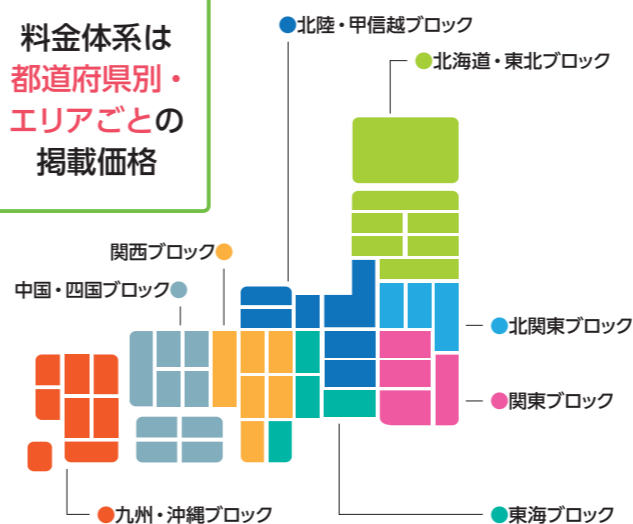 料金体系は
都道府県別・
エリアごとの
掲載価格
北陸・甲信越ブロック
北海道・東北ブロック
関西ブロック
中国・四国ブロック
北関東ブロック
関東ブロック
九州・沖縄ブロック
東海ブロック